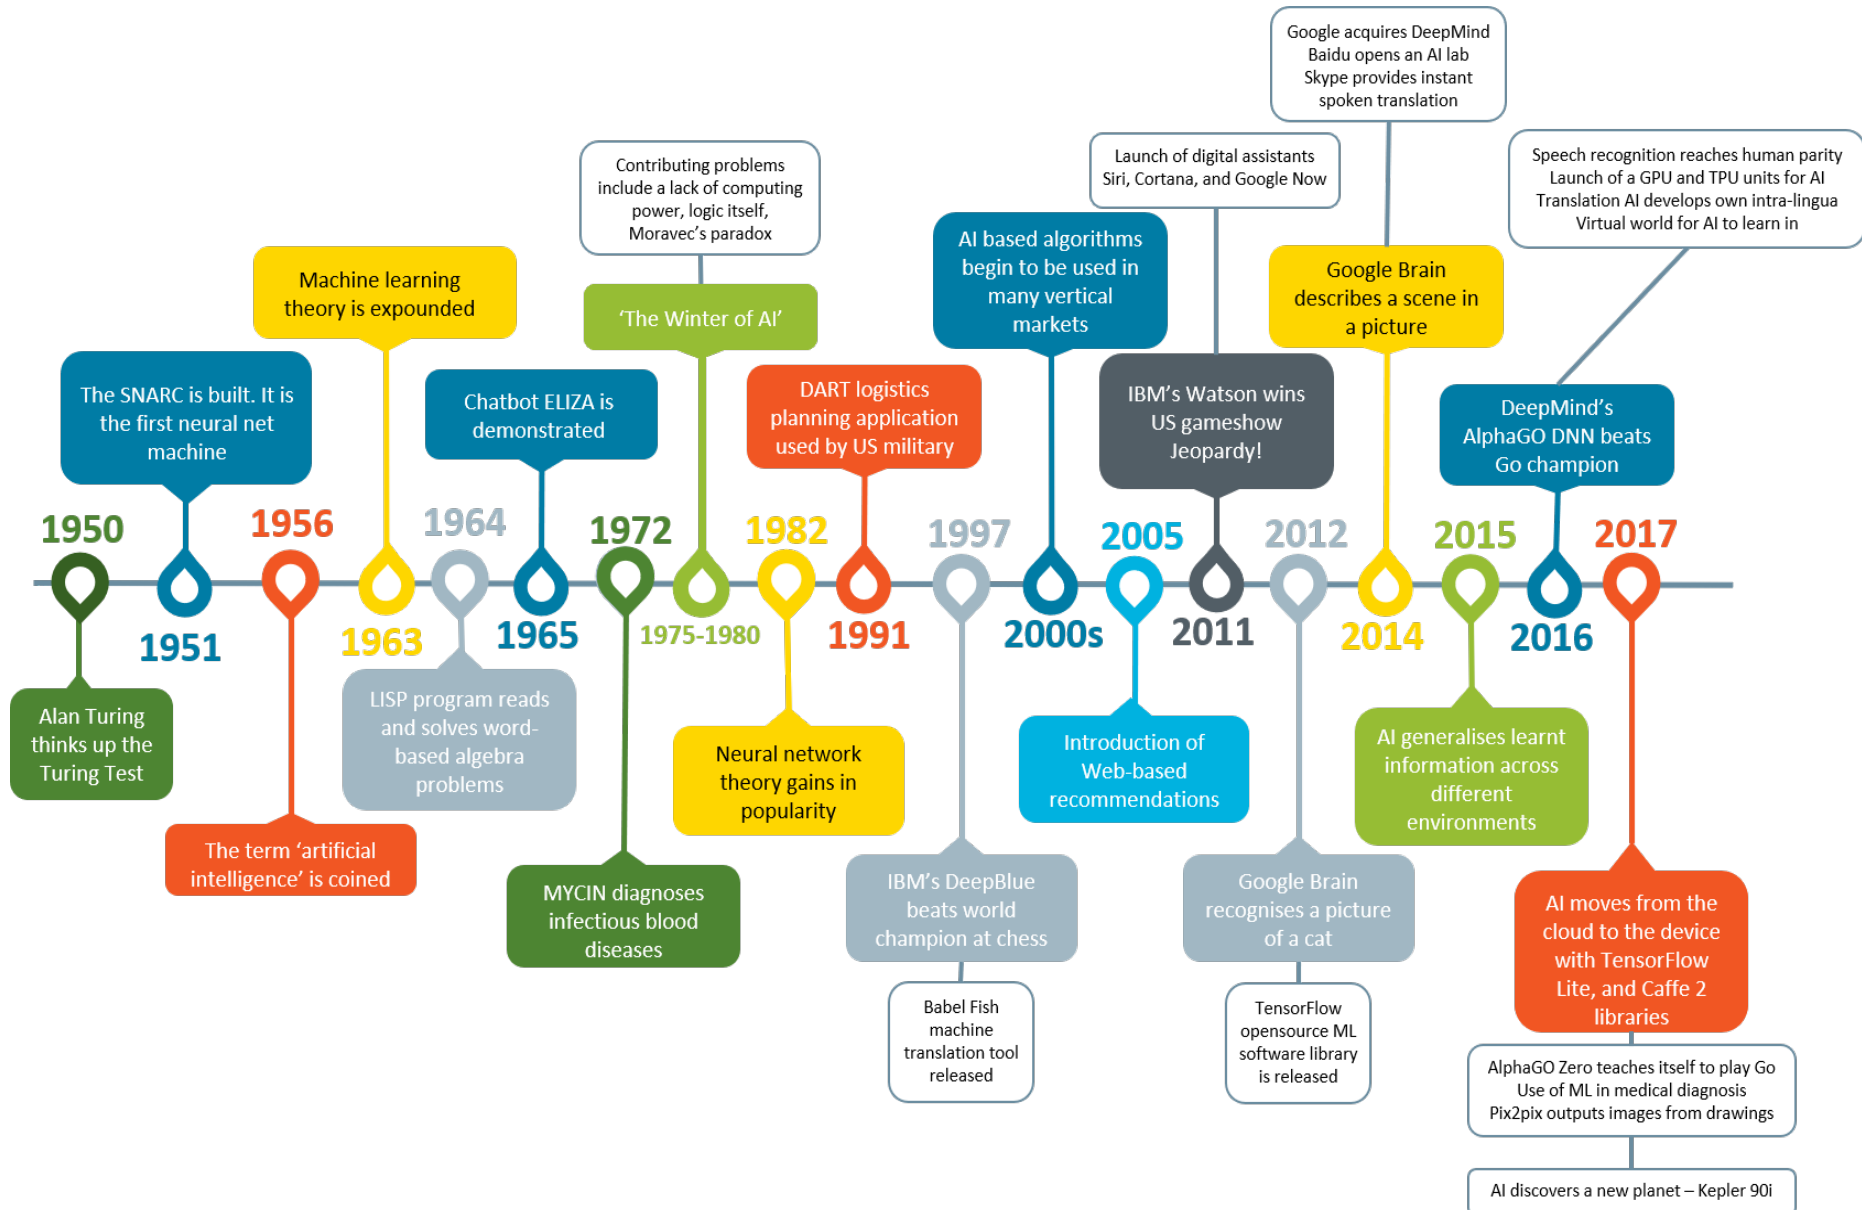 Google acquires DeepMind
Baidu opens an AI lab
Skype provides instant
spoken translation
Contributing problems
include a lack of computing
power, logic itself,
Moravec’s paradox
Launch of digital assistants
Siri, Cortana, and Google Now
Speech recognition reaches human parity
Launch of a GPU and TPU units for AI
Translation AI develops own intra-lingua
Virtual world for AI to learn in
Machine learning
theory is expounded
‘The Winter of AI’
AI based algorithms
begin to be used in
many vertical
markets
Google Brain
describes a scene in
a picture
The SNARC is built. It is
the first neural net
machine
Chatbot ELIZA is
demonstrated
DART logistics
planning application
used by US military
IBM’s Watson wins
US gameshow
Jeopardy!
DeepMind’s
AlphaGO DNN beats
Go champion
1950
1956
1964
1972
1982
1997
2005
2012
2015
2017
1951
1963
1965
1975-1980
1991
2000s
2011
2014
2016
Alan Turing
thinks up the
Turing Test
The term ‘artificial
intelligence’ is coined
LISP program reads
and solves word-
based algebra
problems
MYCIN diagnoses
infectious blood
diseases
Neural network
theory gains in
popularity
IBM’s DeepBlue
beats world
champion at chess
Babel Fish
machine
translation tool
released
Introduction of
Web-based
recommendations
Google Brain
recognises a picture
of a cat
TensorFlow
opensource ML
software library
is released
AI generalises learnt
information across
different
environments
AI moves from the
cloud to the device
with TensorFlow
Lite, and Caffe 2
libraries
AlphaGO Zero teaches itself to play Go
Use of ML in medical diagnosis
Pix2pix outputs images from drawings
AI discovers a new planet – Kepler 90i